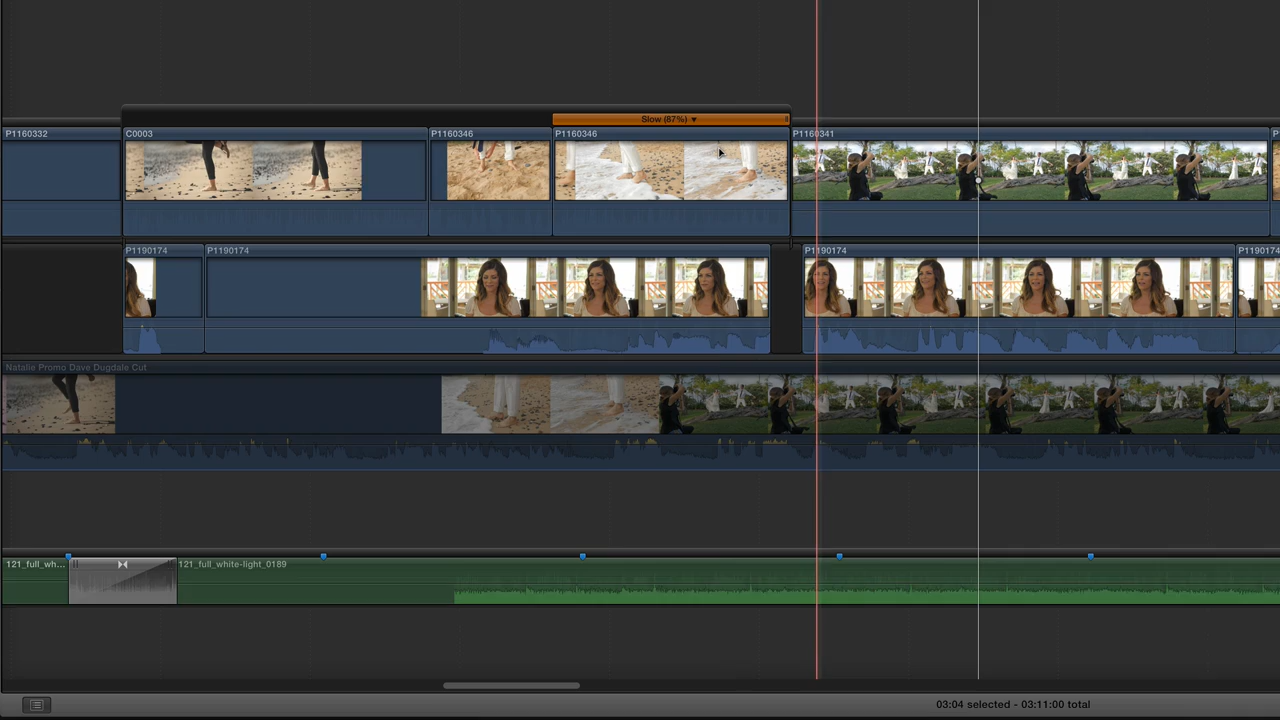 Slow (87%)
P1160332
C0003
P1160346
P1160346
P1160341
P
P1190174
P1190174
P1190174
P1190174
Natalie Promo Dave Dugdale Cut
121_full_wh...
121_full_white-light_0189
03:04 selected - 03:11:00 total